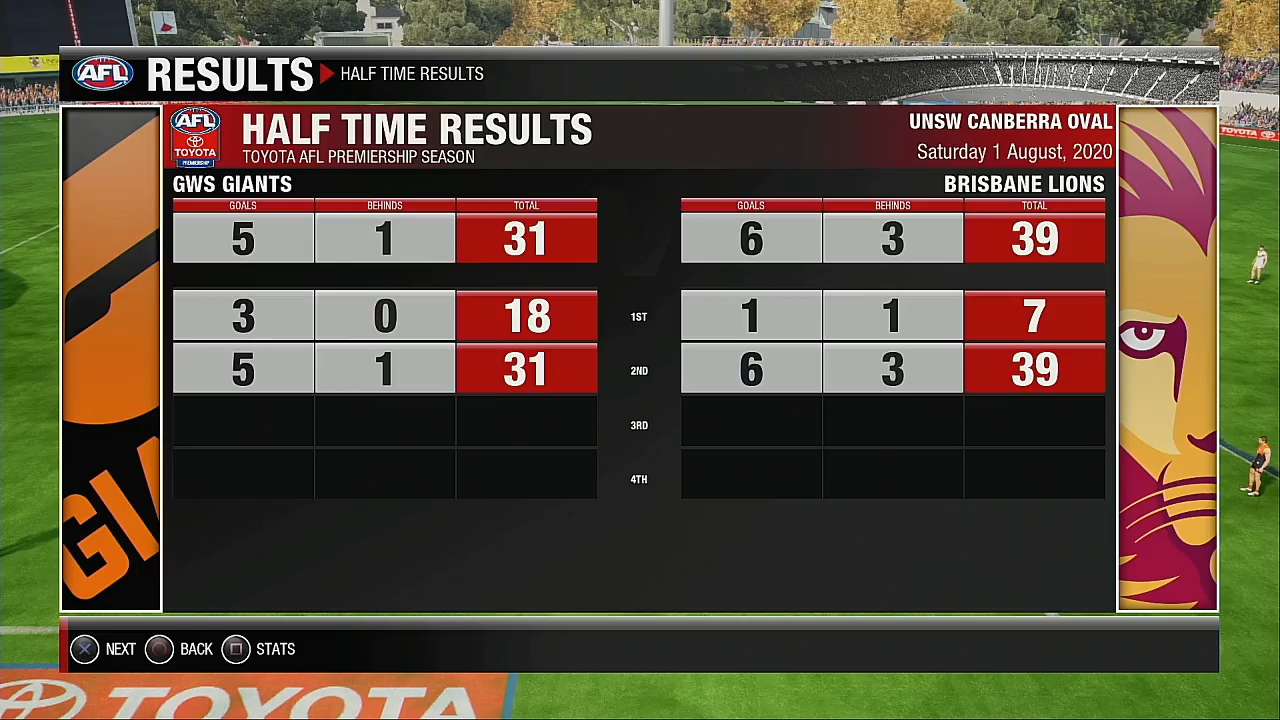 AFL RESULTS HALF TIME RESULTS
AFL TOYOTA PREMIERSHIP
HALF TIME RESULTS
TOYOTA AFL PREMIERSHIP SEASON
UNSW CANBERRA OVAL
Saturday 1 August, 2020
GWS GIANTS BRISBANE LIONS
GOALS BEHINDS TOTAL GOALS BEHINDS TOTAL
5 1 31 6 3 39
3 0 18 1ST 1 1 7
5 1 31 2ND 6 3 39
3RD
4TH
GIA
NEXT BACK STATS
TOYOTA
TOYOTA